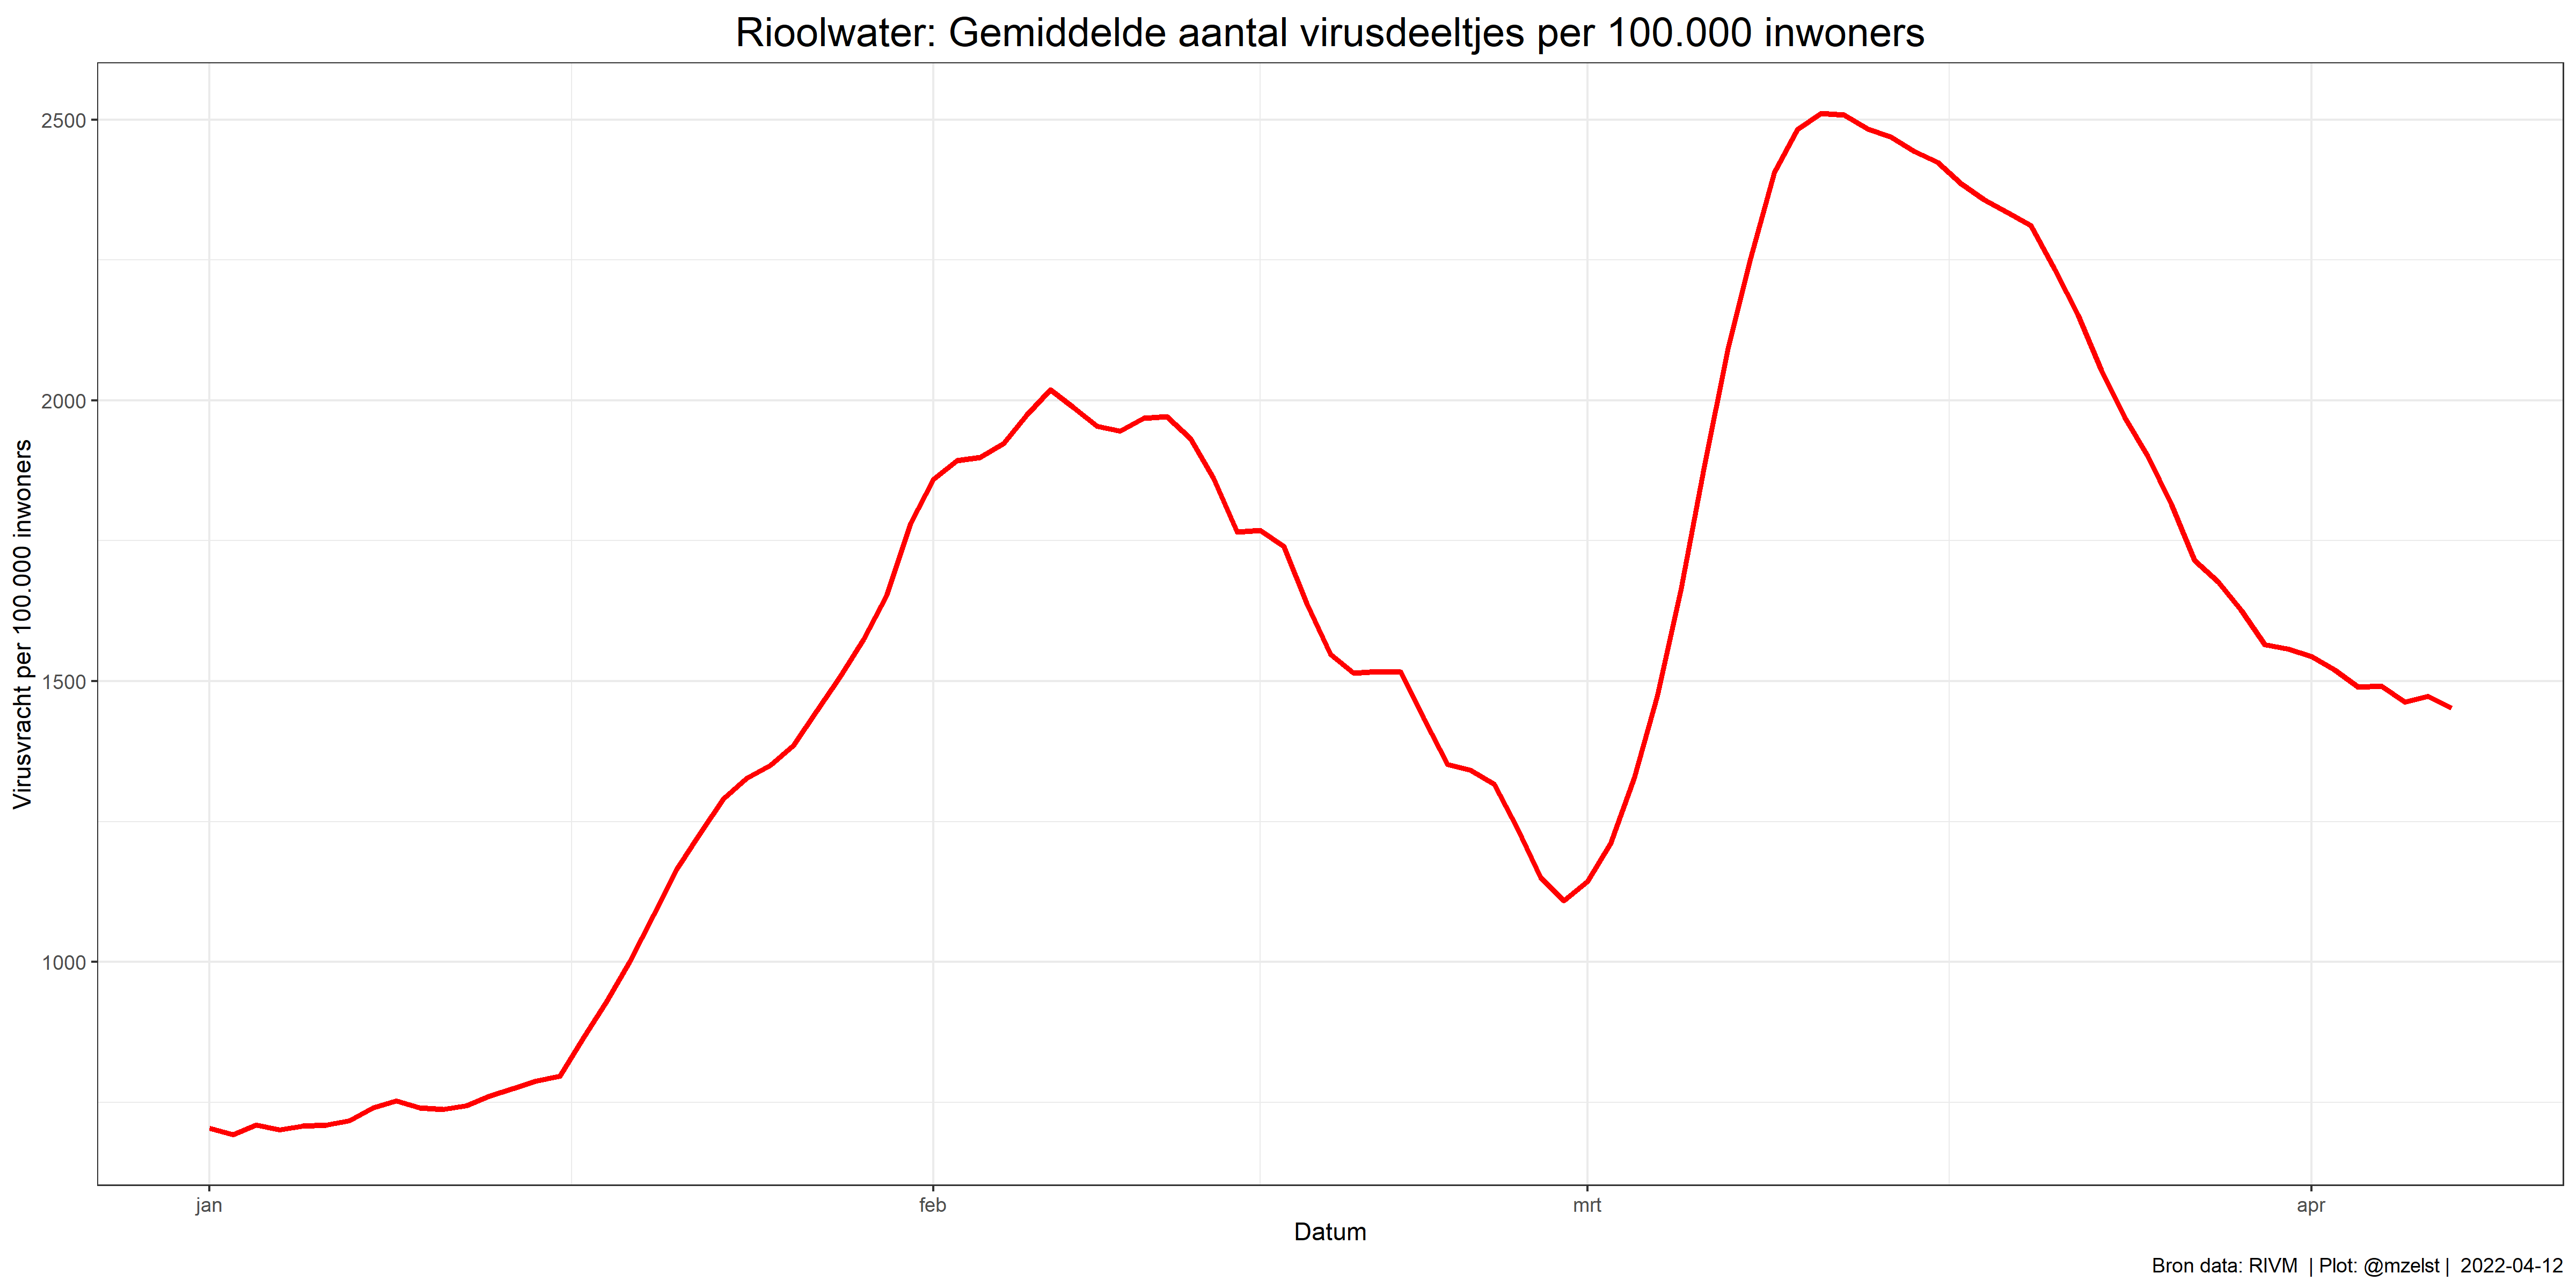 Rioolwater: Gemiddelde aantal virusdeeltjes per 100.000 inwoners
Virusvracht per 100.000 inwoners
2500
2000
1500
1000
jan feb mrt apr
Datum
Bron data: RIVM | Plot: @mzelst | 2022-04-12